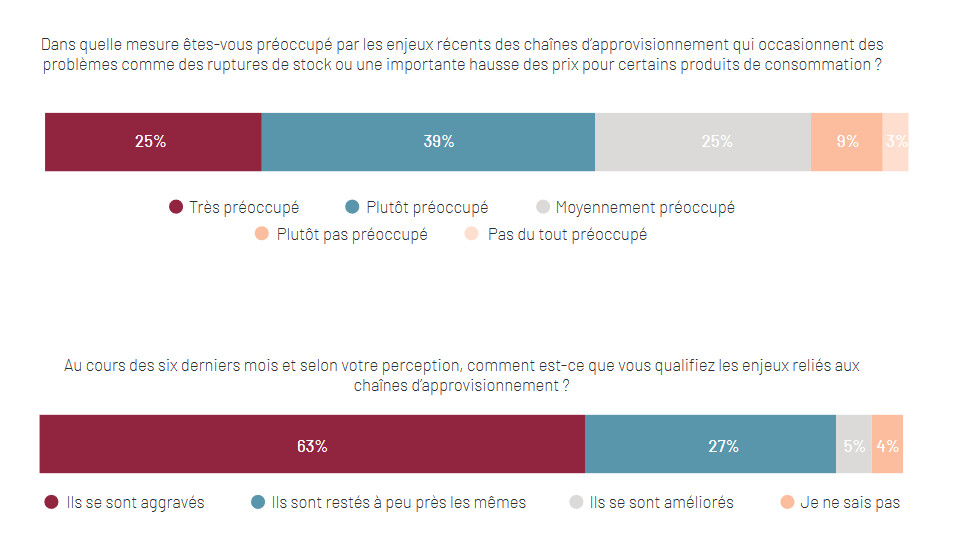 Dans quelle mesure êtes-vous préoccupé par les enjeux récents des chaînes d'approvisionnement qui occasionnent des
problèmes comme des ruptures de stock ou une importante hausse des prix pour certains produits de consommation ?
25% 39% 25% 9% 3%
Très préoccupé Plutôt préoccupé Moyennement préoccupé
Plutôt pas préoccupé Pas du tout préoccupé
Au cours des six derniers mois et selon votre perception, comment est-ce que vous qualifiez les enjeux reliés aux
chaînes d'approvisionnement ?
63% 27% 5% 4%
Ils se sont aggravés Ils sont restés à peu près les mêmes Ils se sont améliorés Je ne sais pas